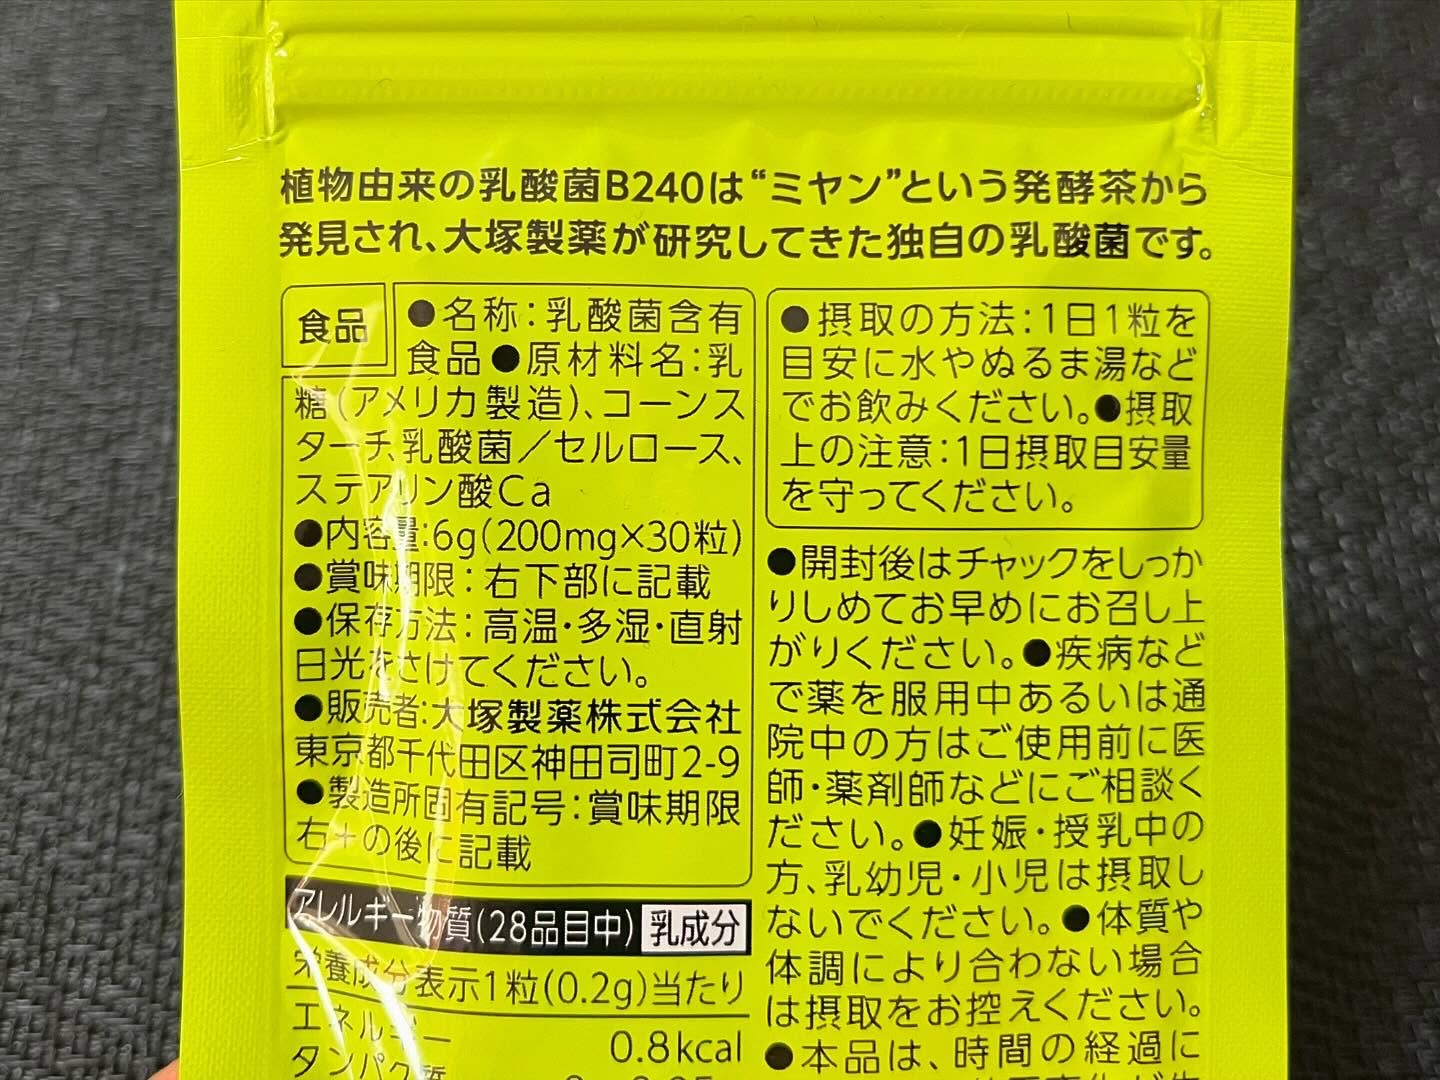 植物由来の乳酸菌B240は“ミヤン”という発酵茶から
発見され、大塚製薬が研究してきた独自の乳酸菌です。
食品
●名称：乳酸菌含有
食品●原材料名：乳
糖（アメリカ製造）、コーンス
ターチ、乳酸菌／セルロース、
ステアリン酸Ca
●内容量：6g（200mg×30粒）
●賞味期限：右下部に記載
●保存方法：高温・多湿・直射
日光をさけてください。
●販売者：大塚製薬株式会社
東京都千代田区神田司町2-9
●製造所固有記号：賞味期限
右+の後に記載
アレルギー物質（28品目中）乳成分
栄養成分表示1粒（0.2g）当たり
エネルギー 0.8kcal
タンパク質
●摂取の方法：1日1粒を
目安に水やぬるま湯など
でお飲みください。●摂取
上の注意：1日摂取目安量
を守ってください。
●開封後はチャックをしっか
りしめてお早めにお召し上
がりください。●疾病など
で薬を服用中あるいは通
院中の方はご使用前に医
師・薬剤師などにご相談く
ださい。●妊娠・授乳中の
方、乳幼児・小児は摂取し
ないでください。●体質や
体調により合わない場合
は摂取をお控えください。
●本品は、時間の経過に